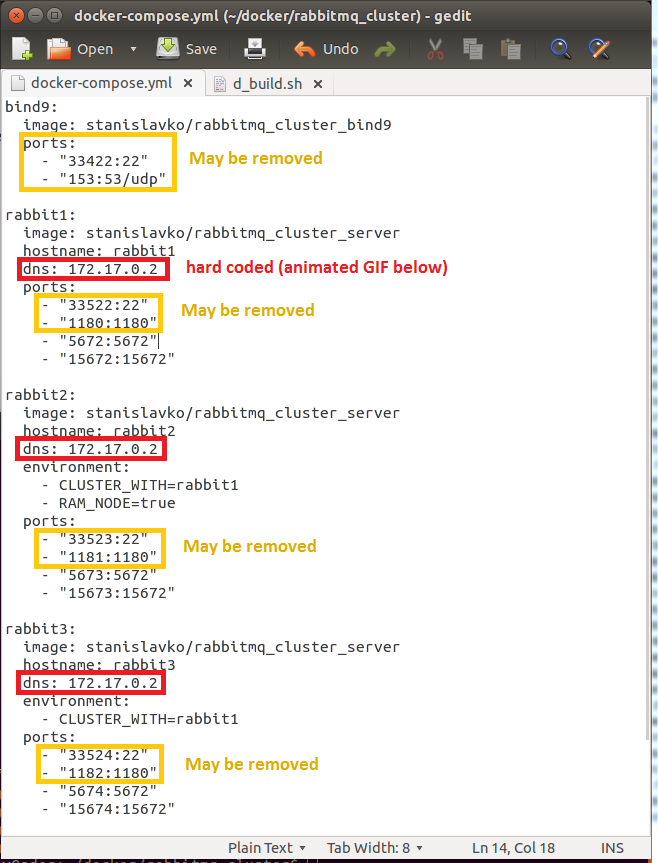 docker-compose.yml (~/docker/rabbitmq_cluster) - gedit
Open Save Undo
docker-compose.yml × d_build.sh ×
bind9:
  image: stanislavko/rabbitmq_cluster_bind9
  ports:
    - "33422:22" May be removed
    - "153:53/udp"
rabbit1:
  image: stanislavko/rabbitmq_cluster_server
  hostname: rabbit1
  dns: 172.17.0.2 hard coded (animated GIF below)
  ports:
    - "33522:22" May be removed
    - "1180:1180"
    - "5672:5672"
    - "15672:15672"
rabbit2:
  image: stanislavko/rabbitmq_cluster_server
  hostname: rabbit2
  dns: 172.17.0.2
  environment:
    - CLUSTER_WITH=rabbit1
    - RAM_NODE=true
  ports:
    - "33523:22" May be removed
    - "1181:1180"
    - "5673:5672"
    - "15673:15672"
rabbit3:
  image: stanislavko/rabbitmq_cluster_server
  hostname: rabbit3
  dns: 172.17.0.2
  environment:
    - CLUSTER_WITH=rabbit1
  ports:
    - "33524:22" May be removed
    - "1182:1180"
    - "5674:5672"
    - "15674:15672"
Plain Text Tab Width: 8 Ln 14, Col 18 INS